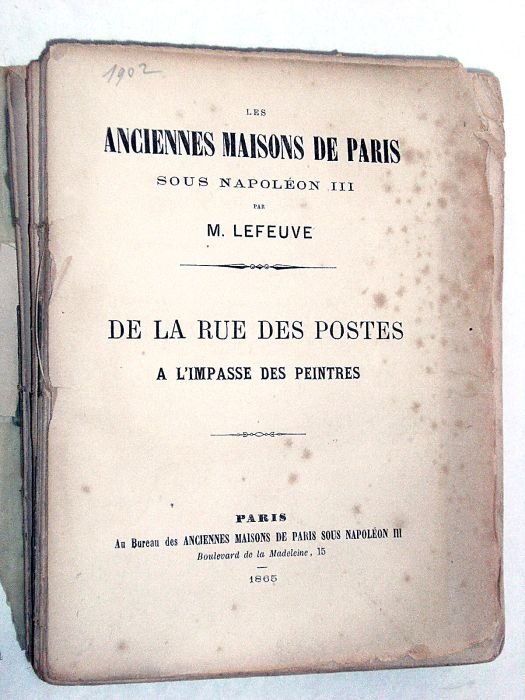 1902
LES
ANCIENNES MAISONS DE PARIS
SOUS NAPOLÉON III
PAR
M. LEFEUVE
DE LA RUE DES POSTES
A L'IMPASSE DES PEINTRES
PARIS
Au Bureau des ANCIENNES MAISONS DE PARIS SOUS NAPOLÉON III
Boulevard de la Madeleine, 15
1865